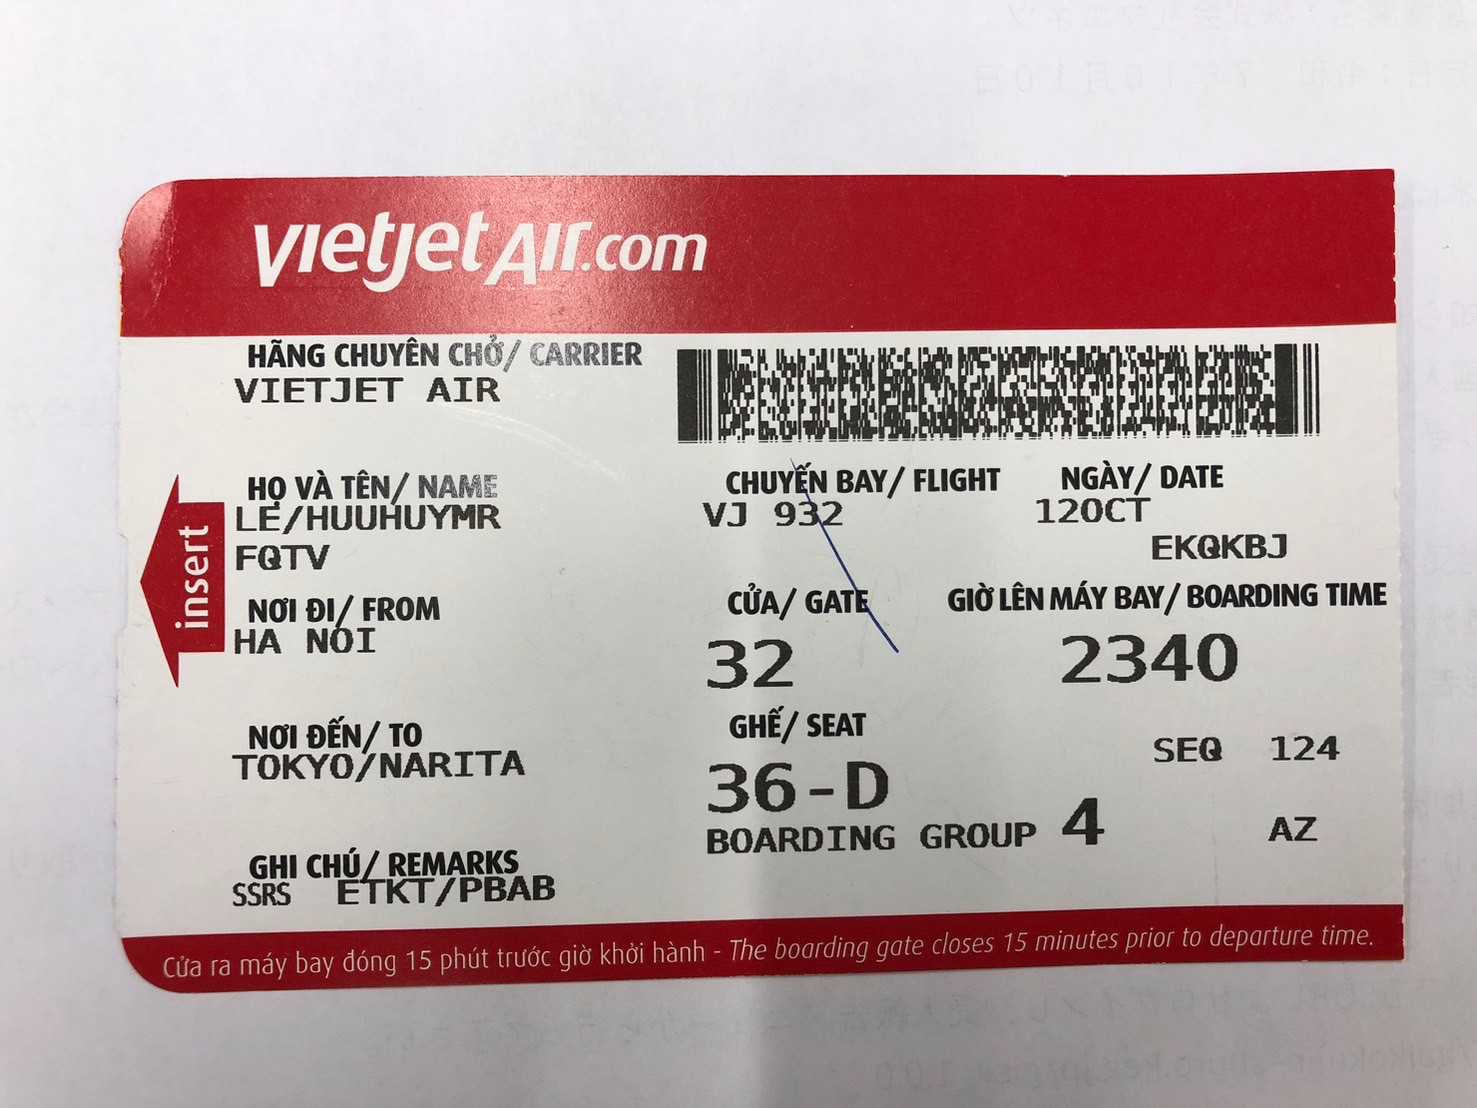 vietjetAir.com
HÃNG CHUYÊN CHỞ/ CARRIER
VIETJET AIR
HỌ VÀ TÊN/ NAME
LE/HUUHUYMR
FQTV
NƠI ĐI/ FROM
HA NOI
NƠI ĐẾN/ TO
TOKYO/NARITA
GHI CHÚ/ REMARKS
SSRS ETKT/PBAB
insert
CHUYẾN BAY/ FLIGHT
VJ 932
NGÀY/ DATE
12OCT
EKQKBJ
CỬA/ GATE
32
GIỜ LÊN MÁY BAY/ BOARDING TIME
2340
GHẾ/ SEAT
36-D
SEQ 124
BOARDING GROUP 4
AZ
Cửa ra máy bay đóng 15 phút trước giờ khởi hành - The boarding gate closes 15 minutes prior to departure time.